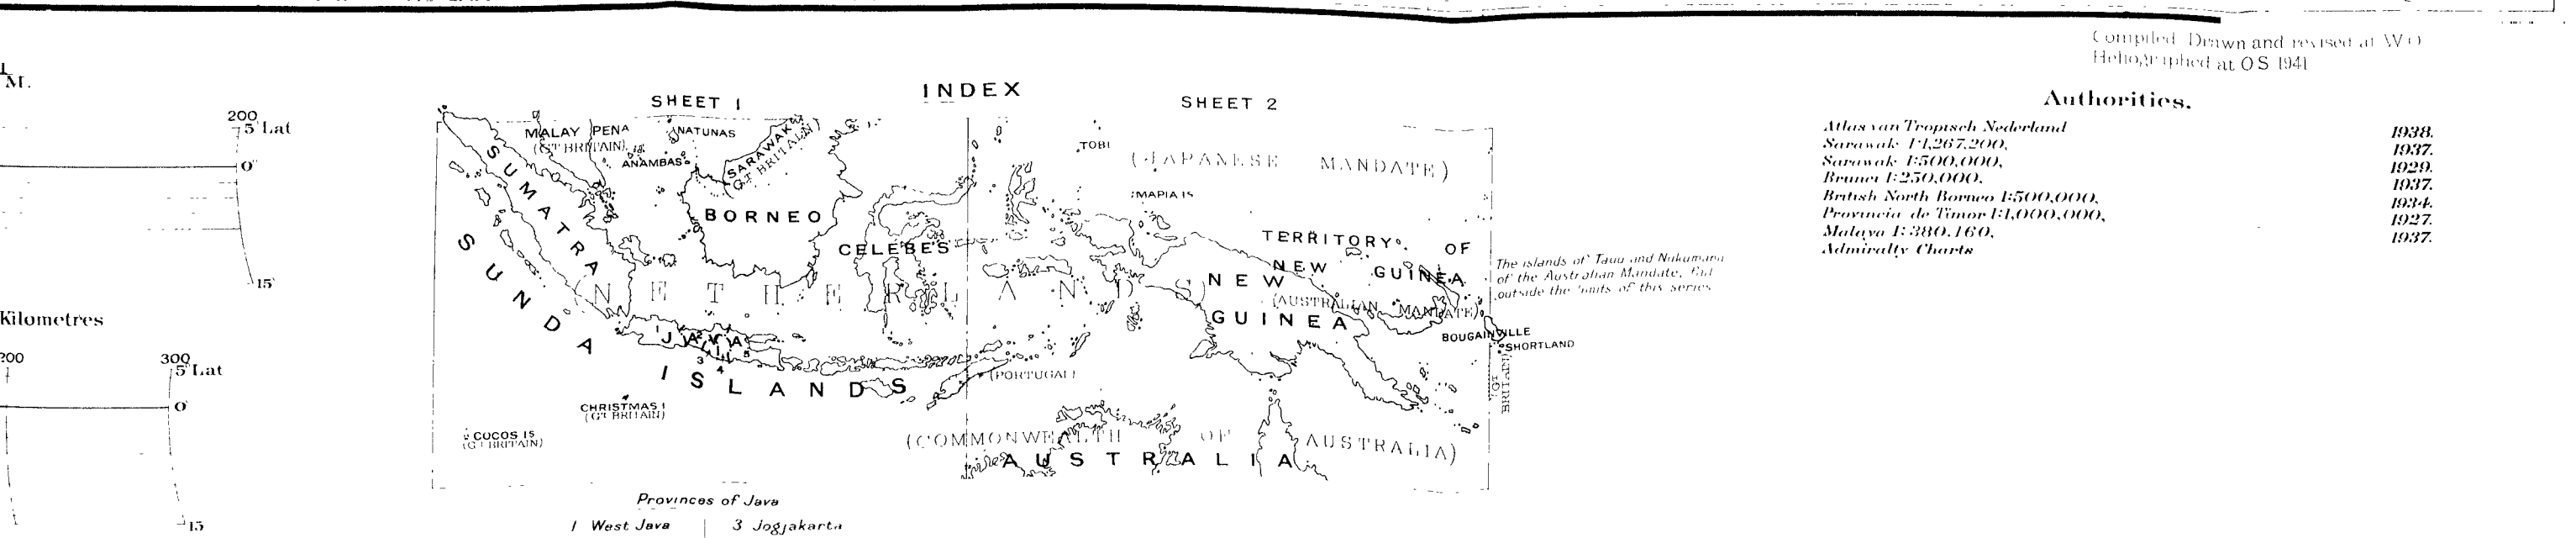 Compiled Drawn and revised at W O
Heliographed at O S 1941
M.
200
5° Lat
0°
15°
Kilometres
200
300
5° Lat
0°
15
INDEX
SHEET 1
SHEET 2
MALAY PENA
(GT BRITAIN)
NATUNAS
ANAMBAS
SARAWAK
(GT BRITAIN)
TOBI
(JAPANESE MANDATE)
MAPIA IS
SUMATRA
BORNEO
CELEBES
TERRITORY OF
NEW GUINEA
(AUSTRALIAN MANDATE)
NEW
GUINEA
(NETHERLANDS)
SUNDA
ISLANDS
JAVA
1
3
4
5
(PORTUGAL)
BOUGAINVILLE
SHORTLAND
(GT
BRITAIN)
CHRISTMAS I
(GT BRITAIN)
COCOS IS
(GT BRITAIN)
(COMMONWEALTH OF AUSTRALIA)
AUSTRALIA
The islands of Tauu and Nukumanu
of the Australian Mandate, fall
outside the limits of this series
Provinces of Java
1 West Java | 3 Jogjakarta
Authorities.
Atlas van Tropisch Nederland 1938.
Sarawak 1:1,267,200, 1937.
Sarawak 1:500,000, 1929.
Brunei 1:250,000, 1937.
British North Borneo 1:500,000, 1934.
Provincia de Timor 1:1,000,000, 1927.
Malaya 1:380,160, 1937.
Admiralty Charts